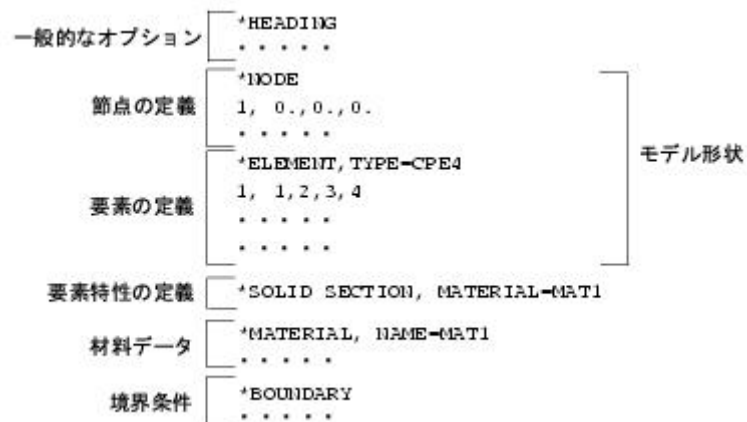 一般的なオプション
*HEADING
.....
節点の定義
*NODE
1, 0.,0.,0.
.....
要素の定義
*ELEMENT,TYPE=CPE4
1, 1,2,3,4
.....
.....
モデル形状
要素特性の定義
*SOLID SECTION, MATERIAL=MAT1
材料データ
*MATERIAL, NAME=MAT1
.....
境界条件
*BOUNDARY
.....